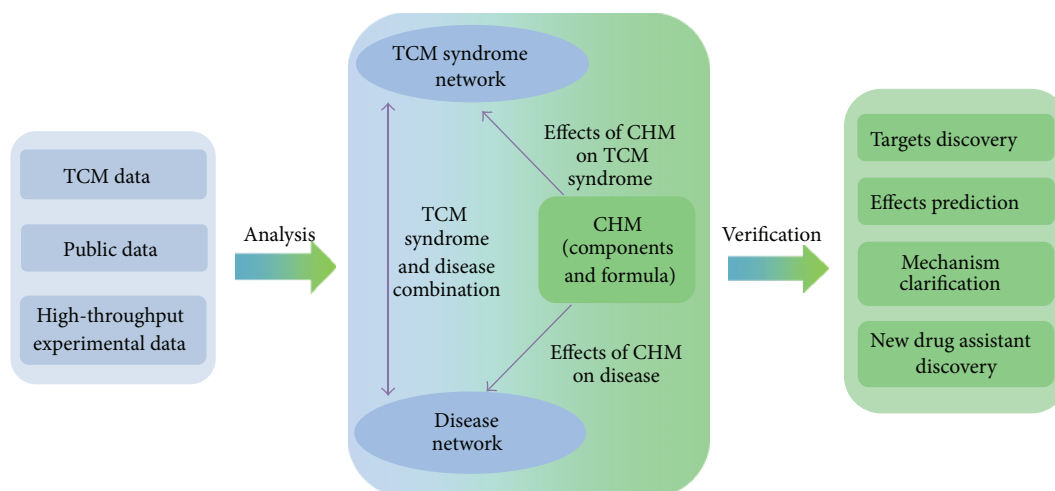 TCM data
Public data
High-throughput
experimental data
Analysis
TCM syndrome
network
Effects of CHM
on TCM
syndrome
TCM
syndrome
and disease
combination
CHM
(components
and formula)
Effects of CHM
on disease
Disease
network
Verification
Targets discovery
Effects prediction
Mechanism
clarification
New drug assistant
discovery